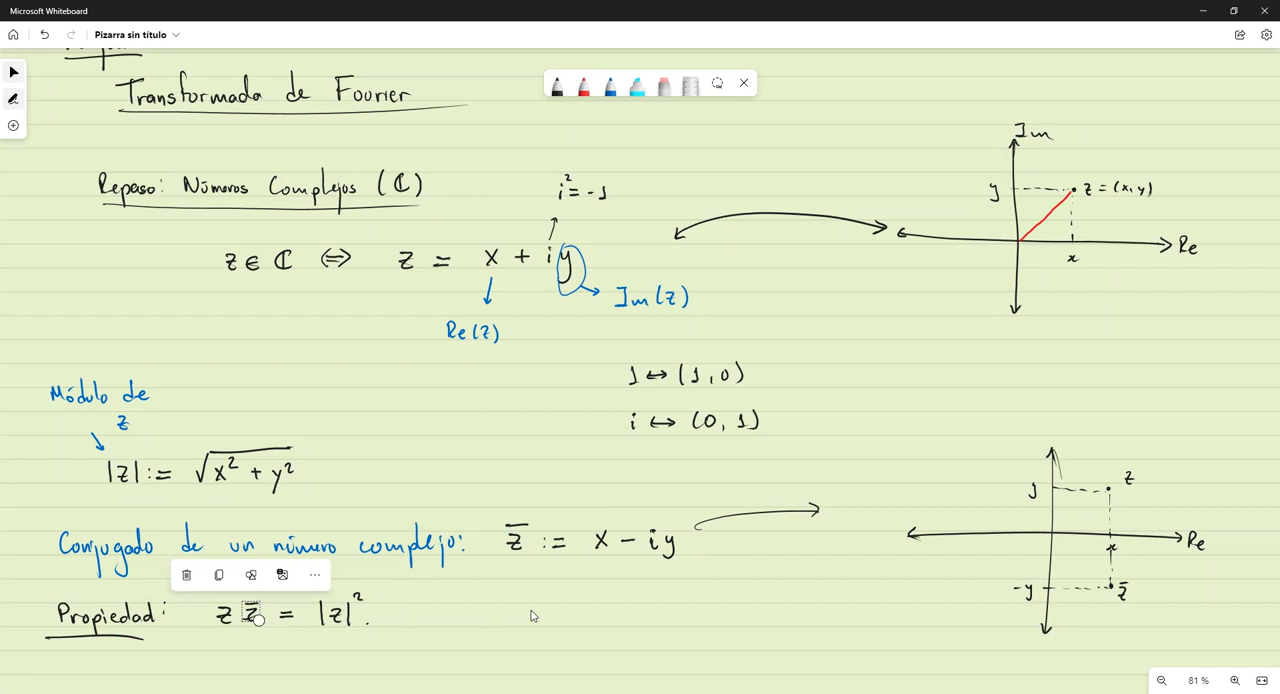 Microsoft Whiteboard
Pizarra sin título
Transformada de Fourier
Repaso: Números Complejos (ℂ)
i² = -1
z ∈ ℂ ⟺ z = x + iy
Re(z)
Im(z)
Im
y
z = (x,y)
Re
x
1 ↔ (1,0)
i ↔ (0,1)
Módulo de
z
|z| := √(x² + y²)
Conjugado de un número complejo: z̅ := x - iy
y
z
Re
x
-y
z̅
Propiedad: z z̅ = |z|².
81 %